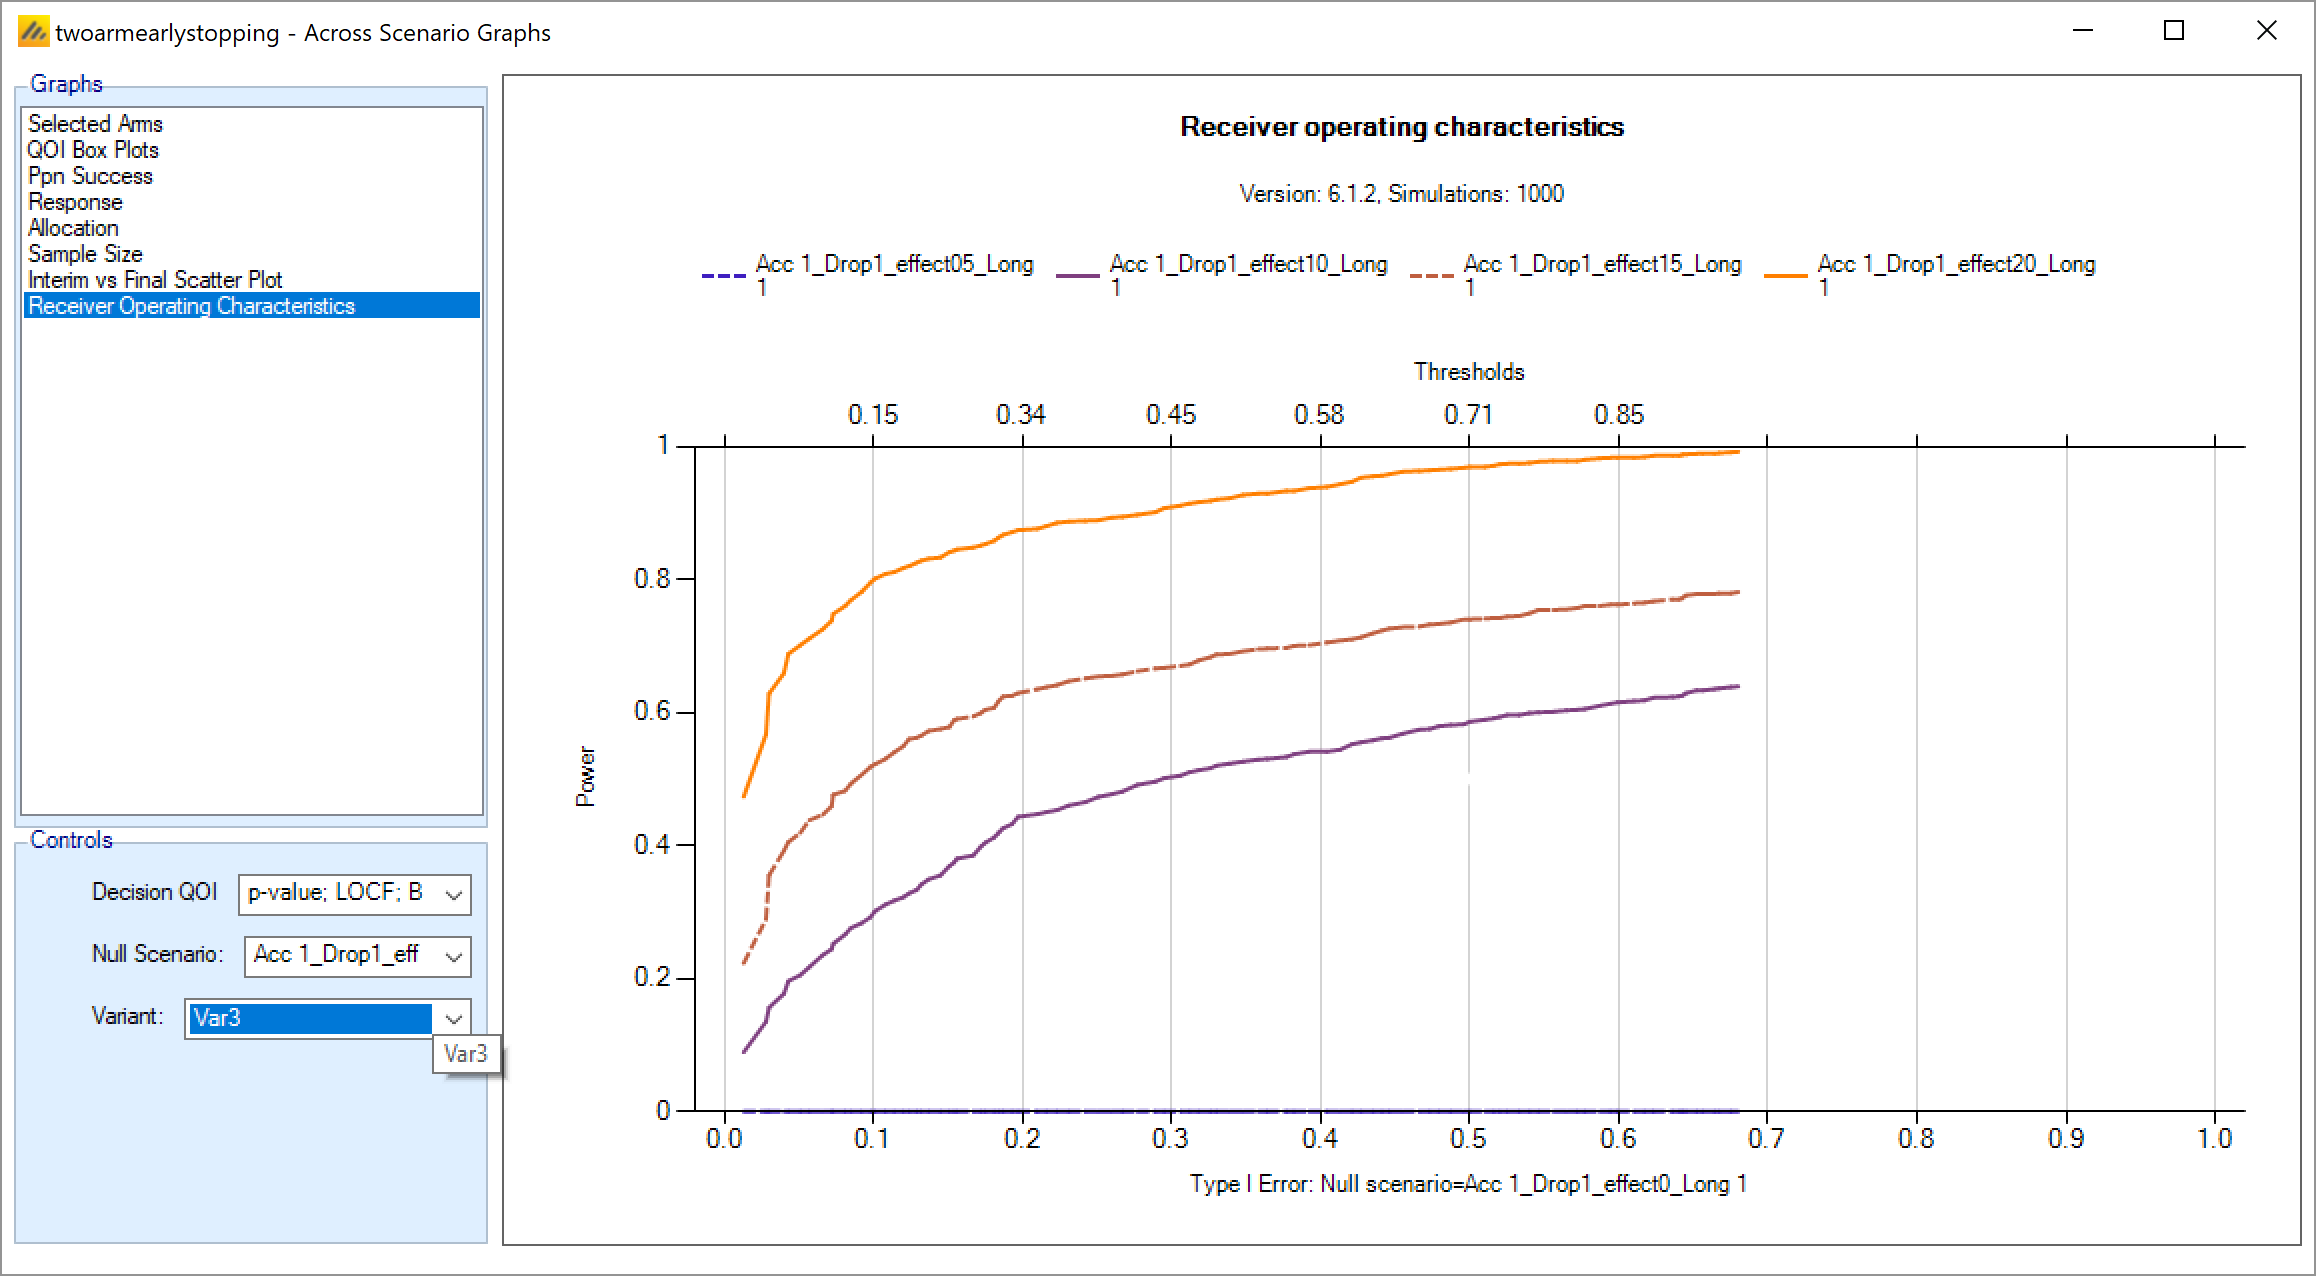 twoarmearlystopping - Across Scenario Graphs
Graphs
Selected Arms
QOI Box Plots
Ppn Success
Response
Allocation
Sample Size
Interim vs Final Scatter Plot
Receiver Operating Characteristics
Controls
Decision QOI
p-value; LOCF; B
Null Scenario:
Acc 1_Drop1_eff
Variant:
Var3
Var3
Receiver operating characteristics
Version: 6.1.2, Simulations: 1000
Acc 1_Drop1_effect05_Long
1
Acc 1_Drop1_effect10_Long
1
Acc 1_Drop1_effect15_Long
1
Acc 1_Drop1_effect20_Long
1
Thresholds
0.15 0.34 0.45 0.58 0.71 0.85
1
0.8
0.6
0.4
0.2
0
Power
0.0 0.1 0.2 0.3 0.4 0.5 0.6 0.7 0.8 0.9 1.0
Type I Error: Null scenario=Acc 1_Drop1_effect0_Long 1